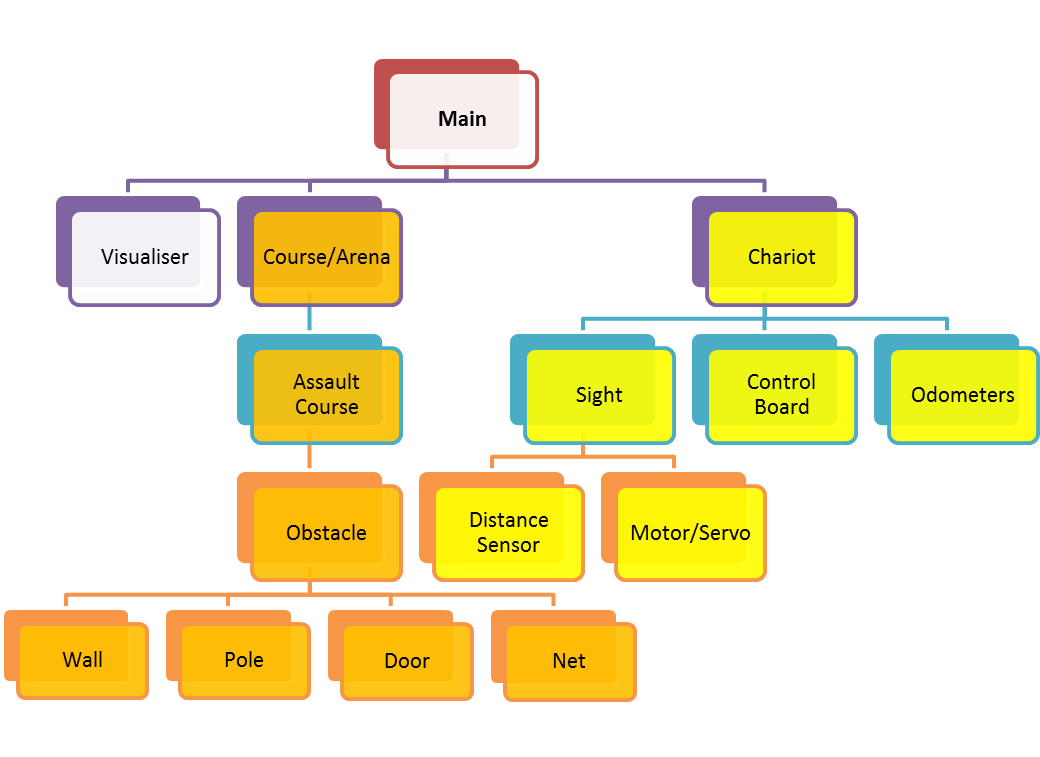 Main
Visualiser
Course/Arena
Chariot
Assault
Course
Sight
Control
Board
Odometers
Obstacle
Distance
Sensor
Motor/Servo
Wall
Pole
Door
Net